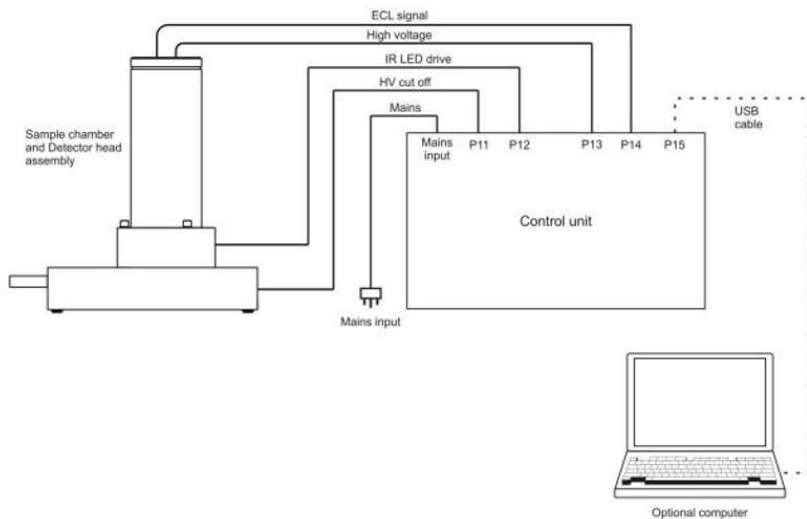 ECL signal
High voltage
IR LED drive
HV cut off
Mains
USB
cable
Sample chamber
and Detector head
assembly
Mains
input
P11
P12
P13
P14
P15
Control unit
Mains input
Optional computer